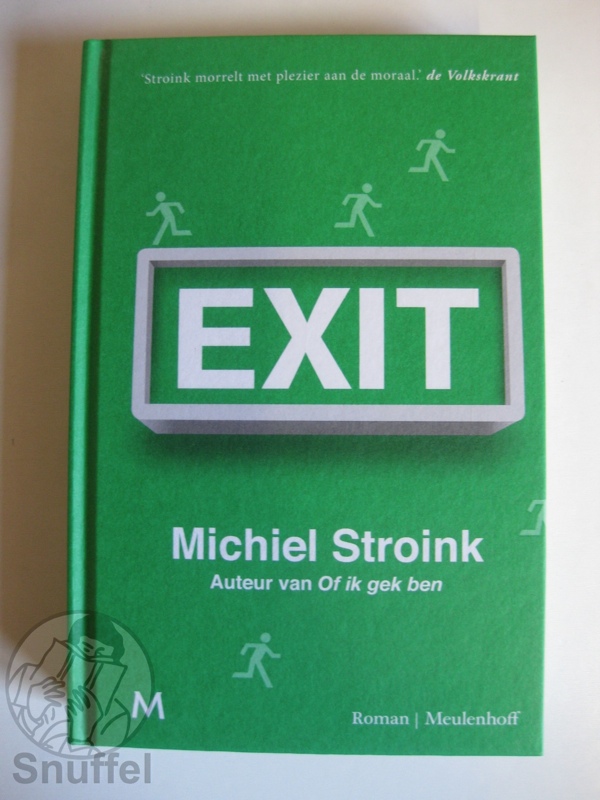 'Stroink morrelt met plezier aan de moraal.' de Volkskrant
EXIT
Michiel Stroink
Auteur van Of ik gek ben
M
Roman | Meulenhoff
Snuffel